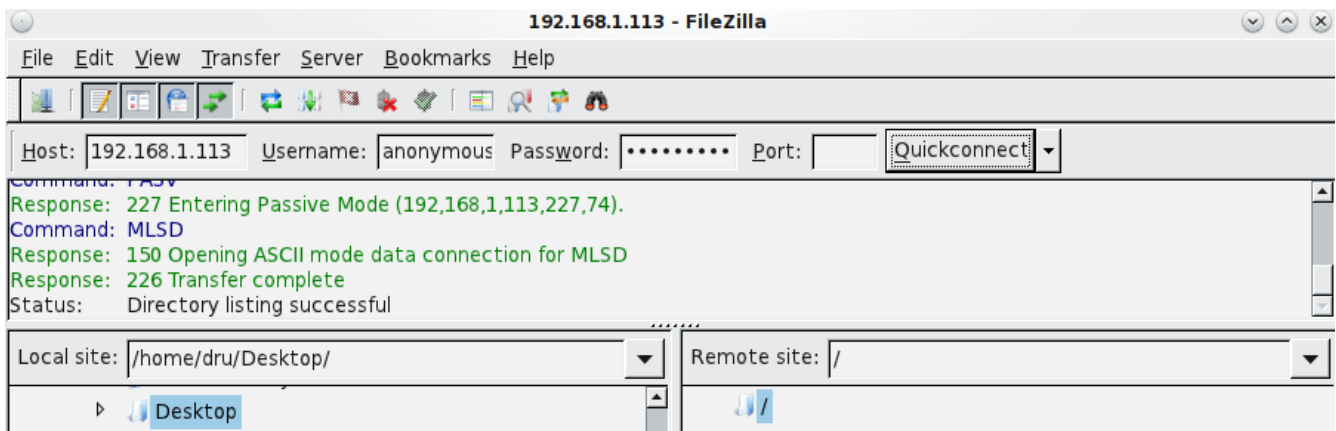 192.168.1.113 - FileZilla
File Edit View Transfer Server Bookmarks Help
Host: 192.168.1.113 Username: anonymous Password: ••••••••• Port: Quickconnect
Command: PASV
Response: 227 Entering Passive Mode (192,168,1,113,227,74).
Command: MLSD
Response: 150 Opening ASCII mode data connection for MLSD
Response: 226 Transfer complete
Status: Directory listing successful
Local site: /home/dru/Desktop/ Remote site: /
Desktop /